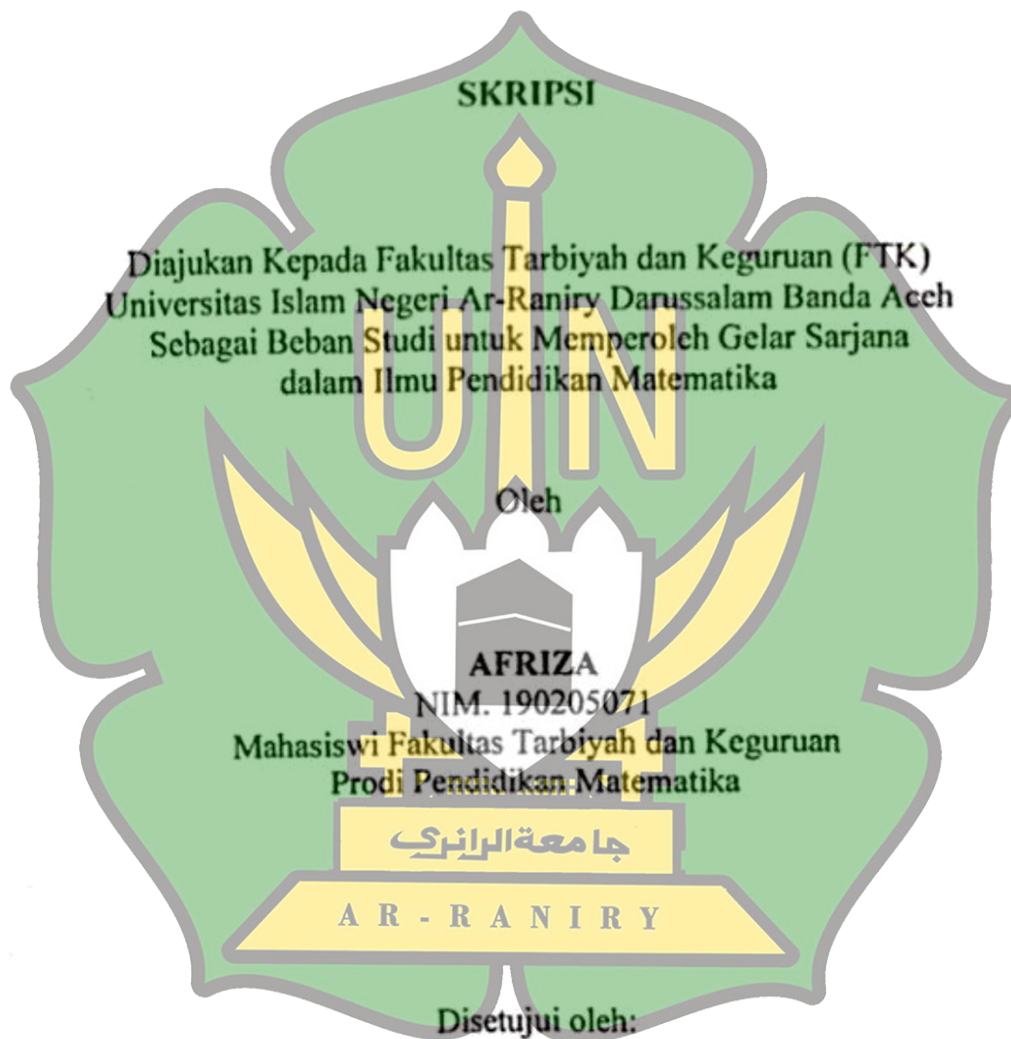 SKRIPSI
Diajukan Kepada Fakultas Tarbiyah dan Keguruan (FTK)
Universitas Islam Negeri Ar-Raniry Darussalam Banda Aceh
Sebagai Beban Studi untuk Memperoleh Gelar Sarjana
dalam Ilmu Pendidikan Matematika
UIN
Oleh
AFRIZA
NIM. 190205071
Mahasiswi Fakultas Tarbiyah dan Keguruan
Prodi Pendidikan Matematika
جامعة الرانري
AR-RANIRY
Disetujui oleh: